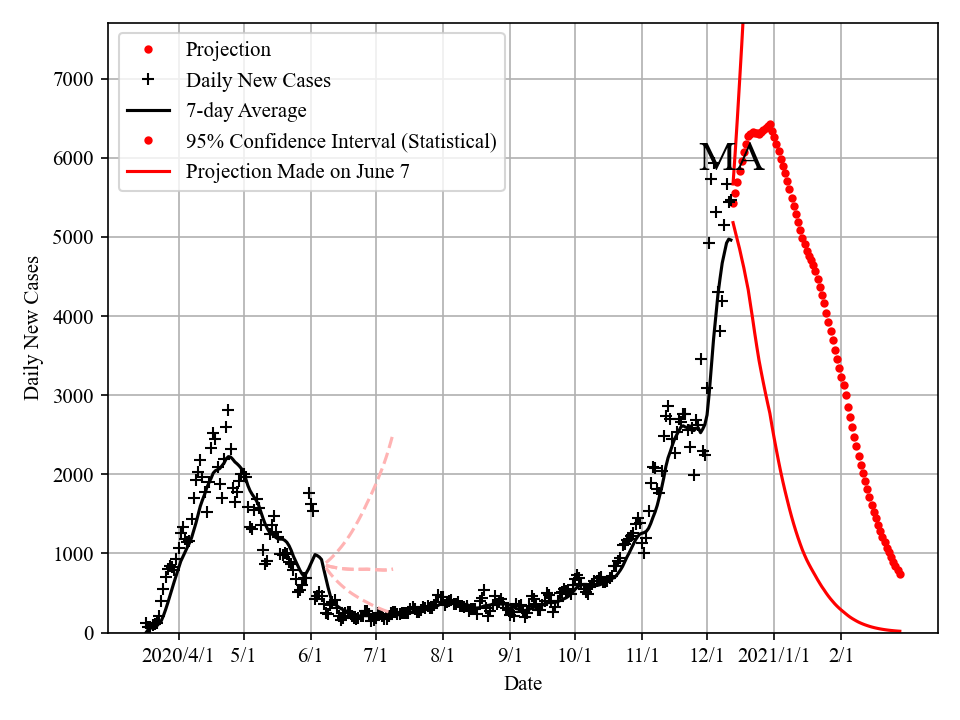 Projection
Daily New Cases
7-day Average
95% Confidence Interval (Statistical)
Projection Made on June 7
MA
7000
6000
5000
4000
3000
2000
1000
0
Daily New Cases
2020/4/1 5/1 6/1 7/1 8/1 9/1 10/1 11/1 12/1 2021/1/1 2/1
Date